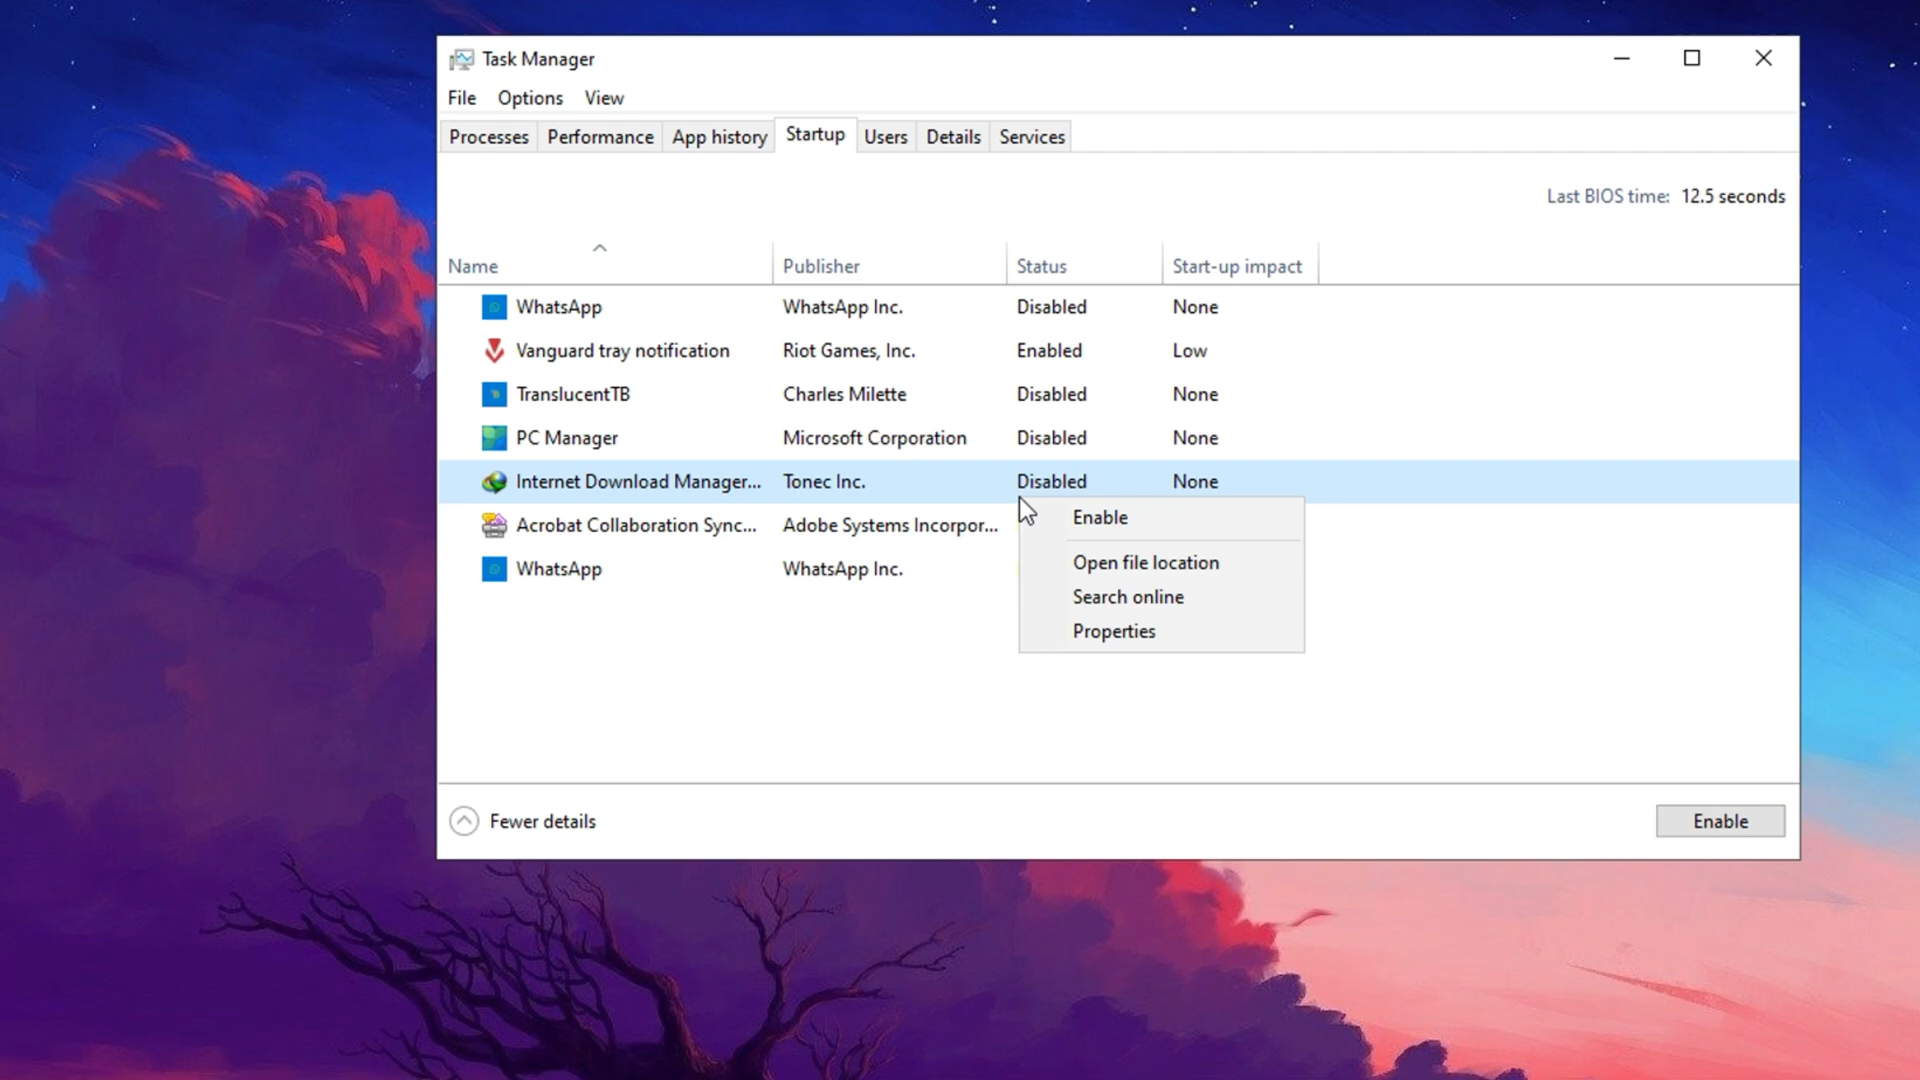 Task Manager
File Options View
Processes Performance App history Startup Users Details Services
Last BIOS time: 12.5 seconds
Name Publisher Status Start-up impact
WhatsApp WhatsApp Inc. Disabled None
Vanguard tray notification Riot Games, Inc. Enabled Low
TranslucentTB Charles Milette Disabled None
PC Manager Microsoft Corporation Disabled None
Internet Download Manager... Tonec Inc. Disabled None
Enable
Acrobat Collaboration Sync... Adobe Systems Incorpor...
Open file location
WhatsApp WhatsApp Inc.
Search online
Properties
Fewer details Enable